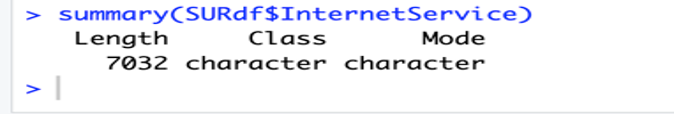 > summary(SURdf$InternetService)
Length Class Mode
7032 character character
>